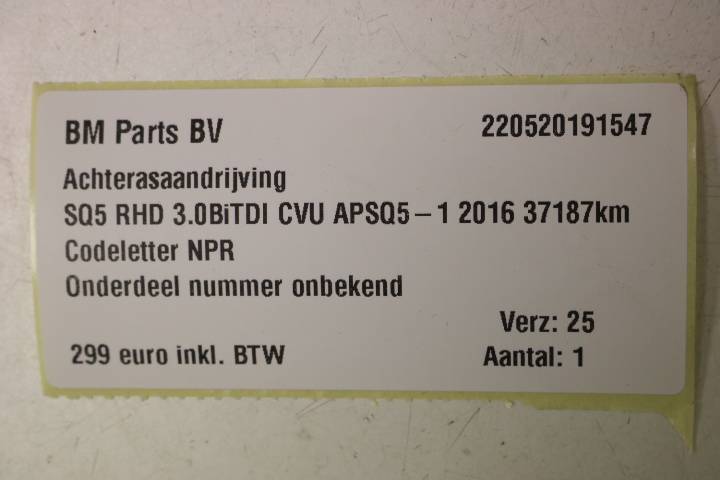 BM Parts BV 220520191547
Achterasaandrijving
SQ5 RHD 3.0BiTDI CVU APSQ5-1 2016 37187km
Codeletter NPR
Onderdeel nummer onbekend
Verz: 25
299 euro inkl. BTW Aantal: 1